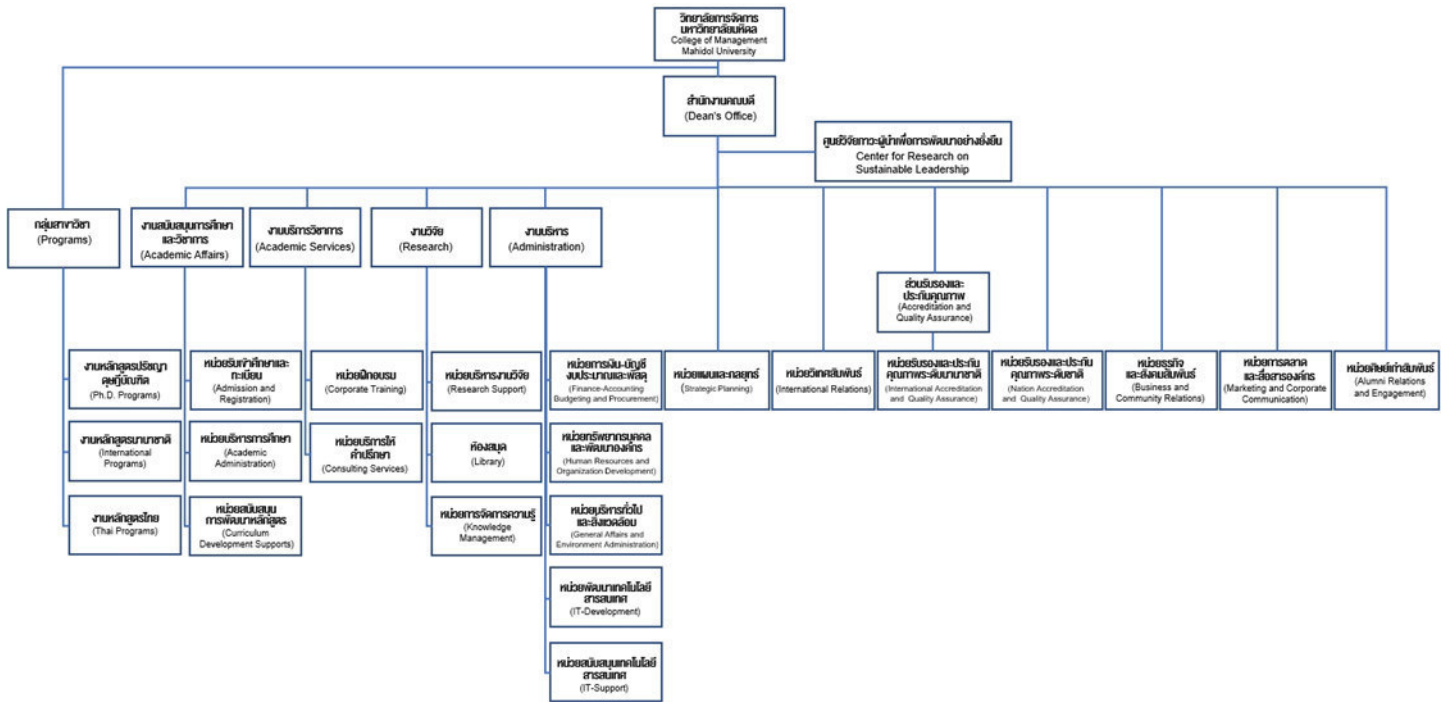 วิทยาลัยการจัดการ
มหาวิทยาลัยมหิดล
College of Management
Mahidol University
สำนักงานคณบดี
(Dean's Office)
ศูนย์วิจัยภาวะผู้นำเพื่อการพัฒนาอย่างยั่งยืน
Center for Research on
Sustainable Leadership
กลุ่มสาขาวิชา
(Programs)
งานสนับสนุนการศึกษา
และวิชาการ
(Academic Affairs)
งานบริการวิชาการ
(Academic Services)
งานวิจัย
(Research)
งานบริหาร
(Administration)
ส่วนรับรองและ
ประกันคุณภาพ
(Accreditation and
Quality Assurance)
งานหลักสูตรปรัชญา
ดุษฎีบัณฑิต
(Ph.D. Programs)
หน่วยรับเข้าศึกษาและ
ทะเบียน
(Admission and
Registration)
หน่วยฝึกอบรม
(Corporate Training)
หน่วยบริหารงานวิจัย
(Research Support)
หน่วยการเงิน-บัญชี
งบประมาณและพัสดุ
(Finance-Accounting
Budgeting and Procurement)
หน่วยแผนและกลยุทธ์
(Strategic Planning)
หน่วยวิเทศสัมพันธ์
(International Relations)
หน่วยรับรองและประกัน
คุณภาพระดับนานาชาติ
(International Accreditation
and Quality Assurance)
หน่วยรับรองและประกัน
คุณภาพระดับชาติ
(Nation Accreditation
and Quality Assurance)
หน่วยธุรกิจ
และสังคมสัมพันธ์
(Business and
Community Relations)
หน่วยการตลาด
และสื่อสารองค์กร
(Marketing and Corporate
Communication)
หน่วยศิษย์เก่าสัมพันธ์
(Alumni Relations
and Engagement)
งานหลักสูตรนานาชาติ
(International
Programs)
หน่วยบริหารการศึกษา
(Academic
Administration)
หน่วยบริการให้
คำปรึกษา
(Consulting Services)
ห้องสมุด
(Library)
หน่วยทรัพยากรบุคคล
และพัฒนาองค์กร
(Human Resources and
Organization Development)
งานหลักสูตรไทย
(Thai Programs)
หน่วยสนับสนุน
การพัฒนาหลักสูตร
(Curriculum
Development Supports)
หน่วยการจัดการความรู้
(Knowledge
Management)
หน่วยบริหารทั่วไป
และสิ่งแวดล้อม
(General Affairs and
Environment Administration)
หน่วยพัฒนาเทคโนโลยี
สารสนเทศ
(IT-Development)
หน่วยสนับสนุนเทคโนโลยี
สารสนเทศ
(IT-Support)